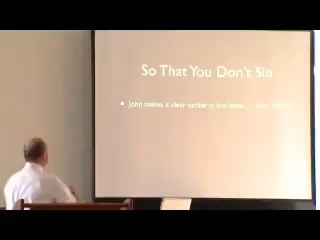 So That You Don't Sin
John makes it clear earlier in the letter...